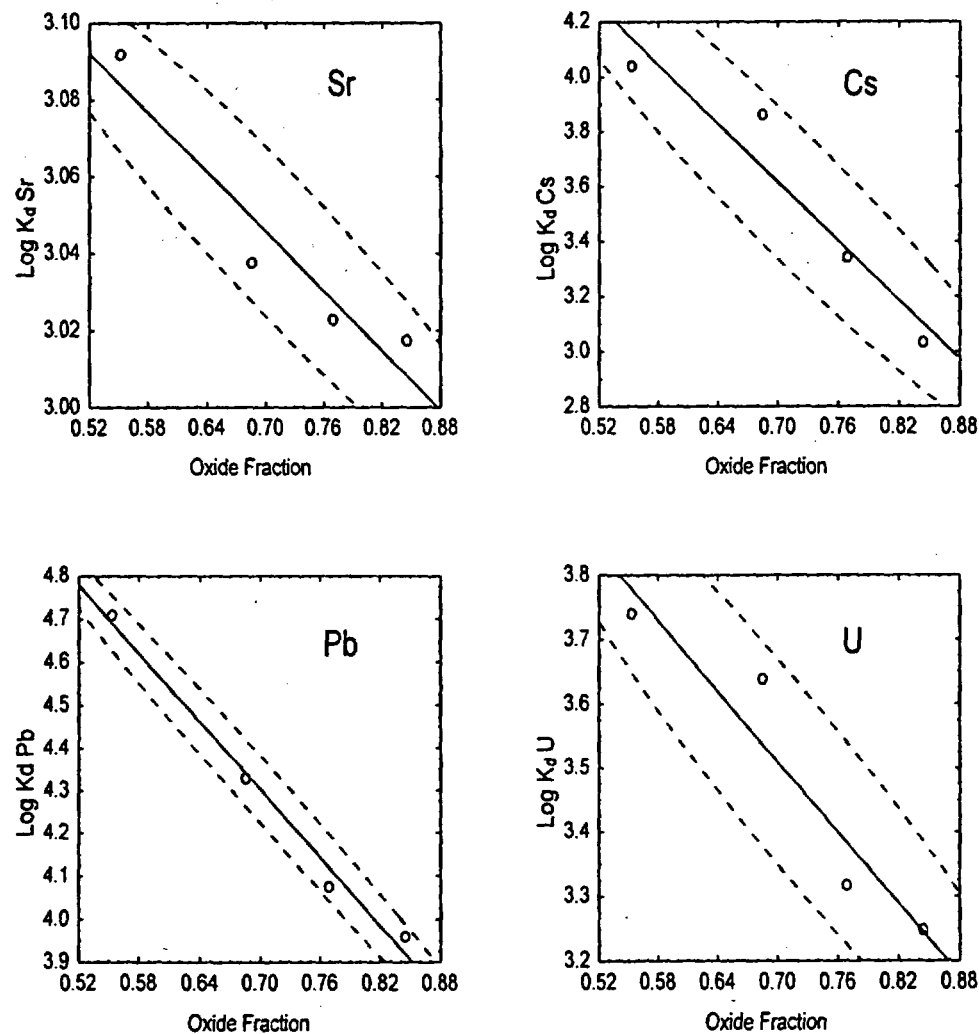 Sr
Log Kd Sr
3.10
3.08
3.06
3.04
3.02
3.00
0.52 0.58 0.64 0.70 0.76 0.82 0.88
Oxide Fraction
Cs
Log Kd Cs
4.2
4.0
3.8
3.6
3.4
3.2
3.0
2.8
0.52 0.58 0.64 0.70 0.76 0.82 0.88
Oxide Fraction
Pb
Log Kd Pb
4.8
4.7
4.6
4.5
4.4
4.3
4.2
4.1
4.0
3.9
0.52 0.58 0.64 0.70 0.76 0.82 0.88
Oxide Fraction
U
Log Kd U
3.8
3.7
3.6
3.5
3.4
3.3
3.2
0.52 0.58 0.64 0.70 0.76 0.82 0.88
Oxide Fraction